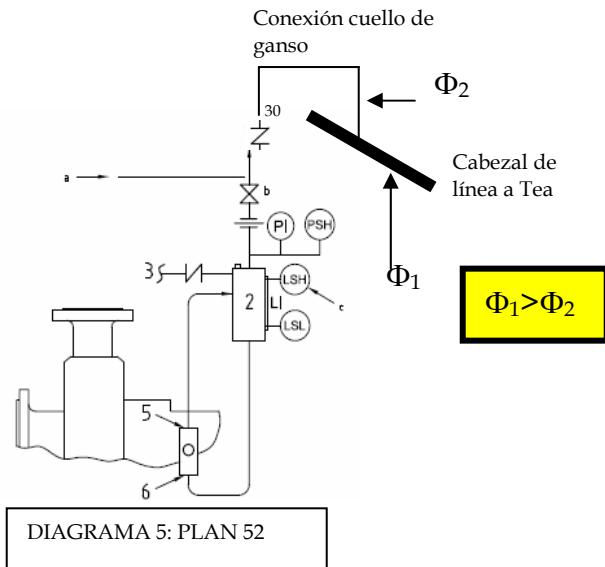 Conexión cuello de
ganso
Φ2
30
Cabezal de
línea a Tea
a
b
PI
PSH
Φ1
3
2
LSH
LI
c
LSL
Φ1>Φ2
5
6
DIAGRAMA 5: PLAN 52